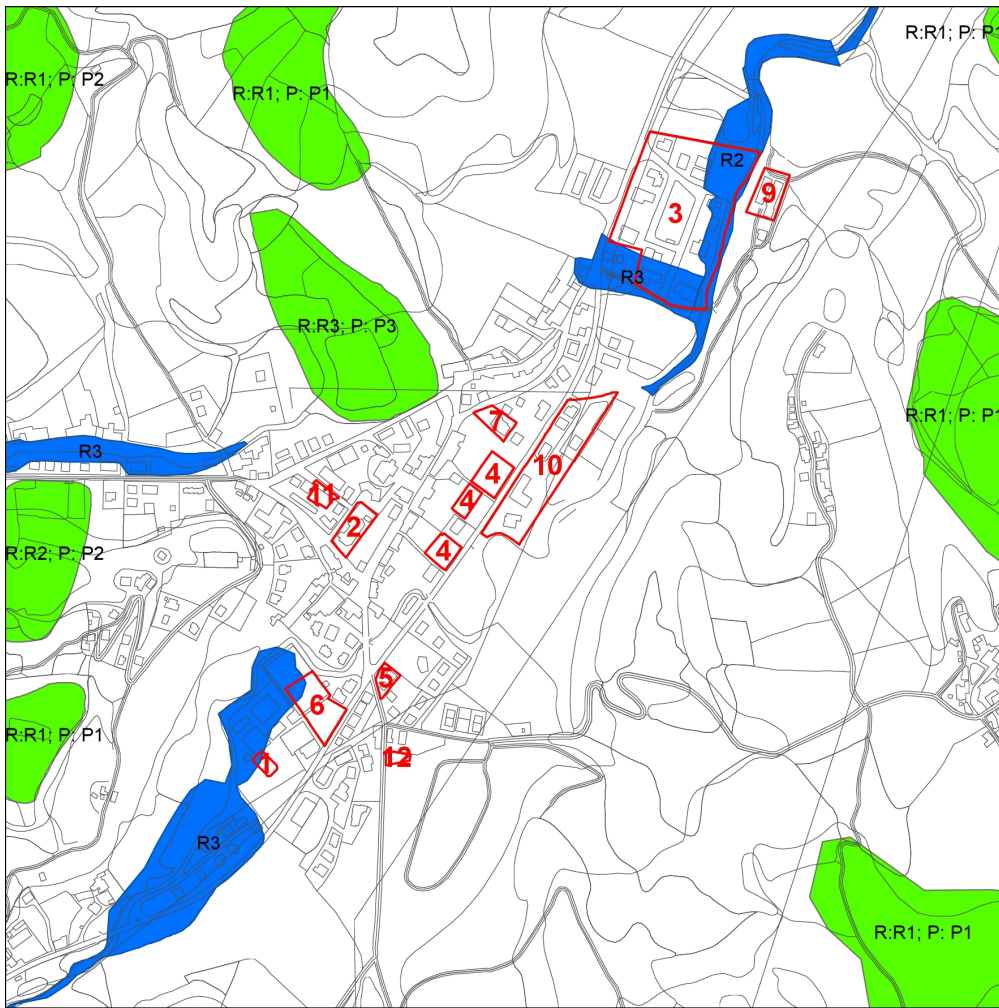 R:R1; P: P1
R:R1; P: P2
R:R1; P: P1
R2
9
3
R3
R:R3; P: P3
R:R1; P: P1
7
R3
10
4
11
4
2
4
R:R2; P: P2
5
6
R:R1; P: P1
12
1
R3
R:R1; P: P1